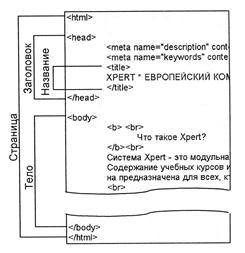 Страница
Заголовок
Название
Тело
<html>
<head>
<meta name="description" conte
<meta name="keywords" conte
<title>
XPERT * ЕВРОПЕЙСКИЙ КОМ
</title>
</head>
<body>
<b> <br>
Что такое Xpert?
</b><br>
Система Xpert - это модульна
Содержание учебных курсов и
на предназначена для всех, к
<br>
</body>
</html>